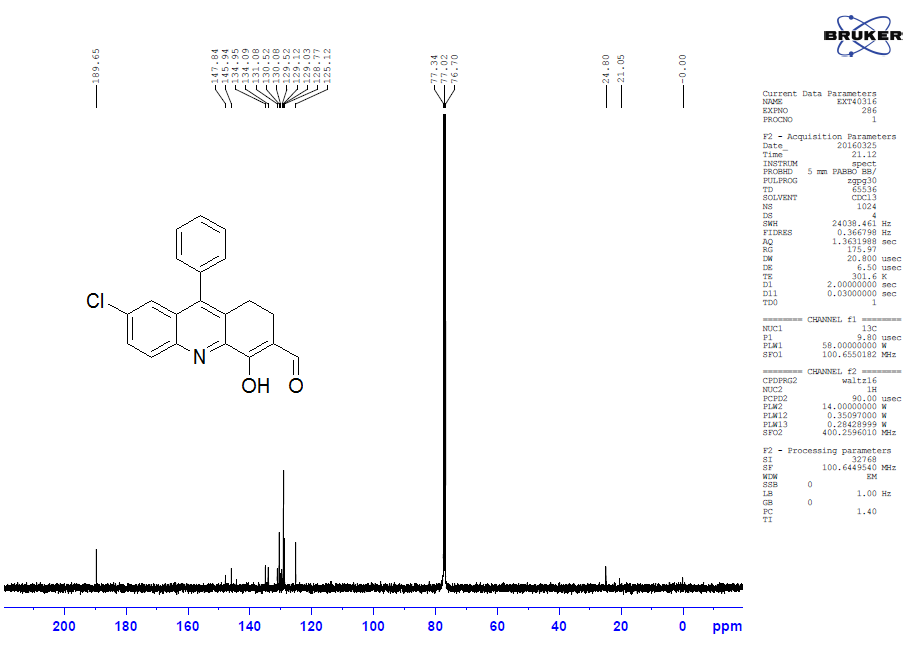 189.65
147.84
145.94
134.95
134.09
131.08
130.52
130.08
129.52
129.12
129.03
128.77
125.12
77.34
77.02
76.70
24.80
21.05
-0.00
BRUKER
Current Data Parameters
NAME EXT40316
EXPNO 286
PROCNO 1
F2 - Acquisition Parameters
Date_ 20160325
Time 21.12
INSTRUM spect
PROBHD 5 mm PABBO BB/
PULPROG zgpg30
TD 65536
SOLVENT CDCl3
NS 1024
DS 4
SWH 24038.461 Hz
FIDRES 0.366798 Hz
AQ 1.3631988 sec
RG 175.97
DW 20.800 usec
DE 6.50 usec
TE 301.6 K
D1 2.00000000 sec
D11 0.03000000 sec
TD0 1
======== CHANNEL f1 ========
NUC1 13C
P1 9.80 usec
PLW1 58.00000000 W
SFO1 100.6550182 MHz
======== CHANNEL f2 ========
CPDPRG2 waltz16
NUC2 1H
PCPD2 90.00 usec
PLW2 14.00000000 W
PLW12 0.35097000 W
PLW13 0.28428999 W
SFO2 400.2596010 MHz
F2 - Processing parameters
SI 32768
SF 100.6449540 MHz
WDW EM
SSB 0
LB 1.00 Hz
GB 0
PC 1.40
TI
Cl
N
OH O
200 180 160 140 120 100 80 60 40 20 0 ppm